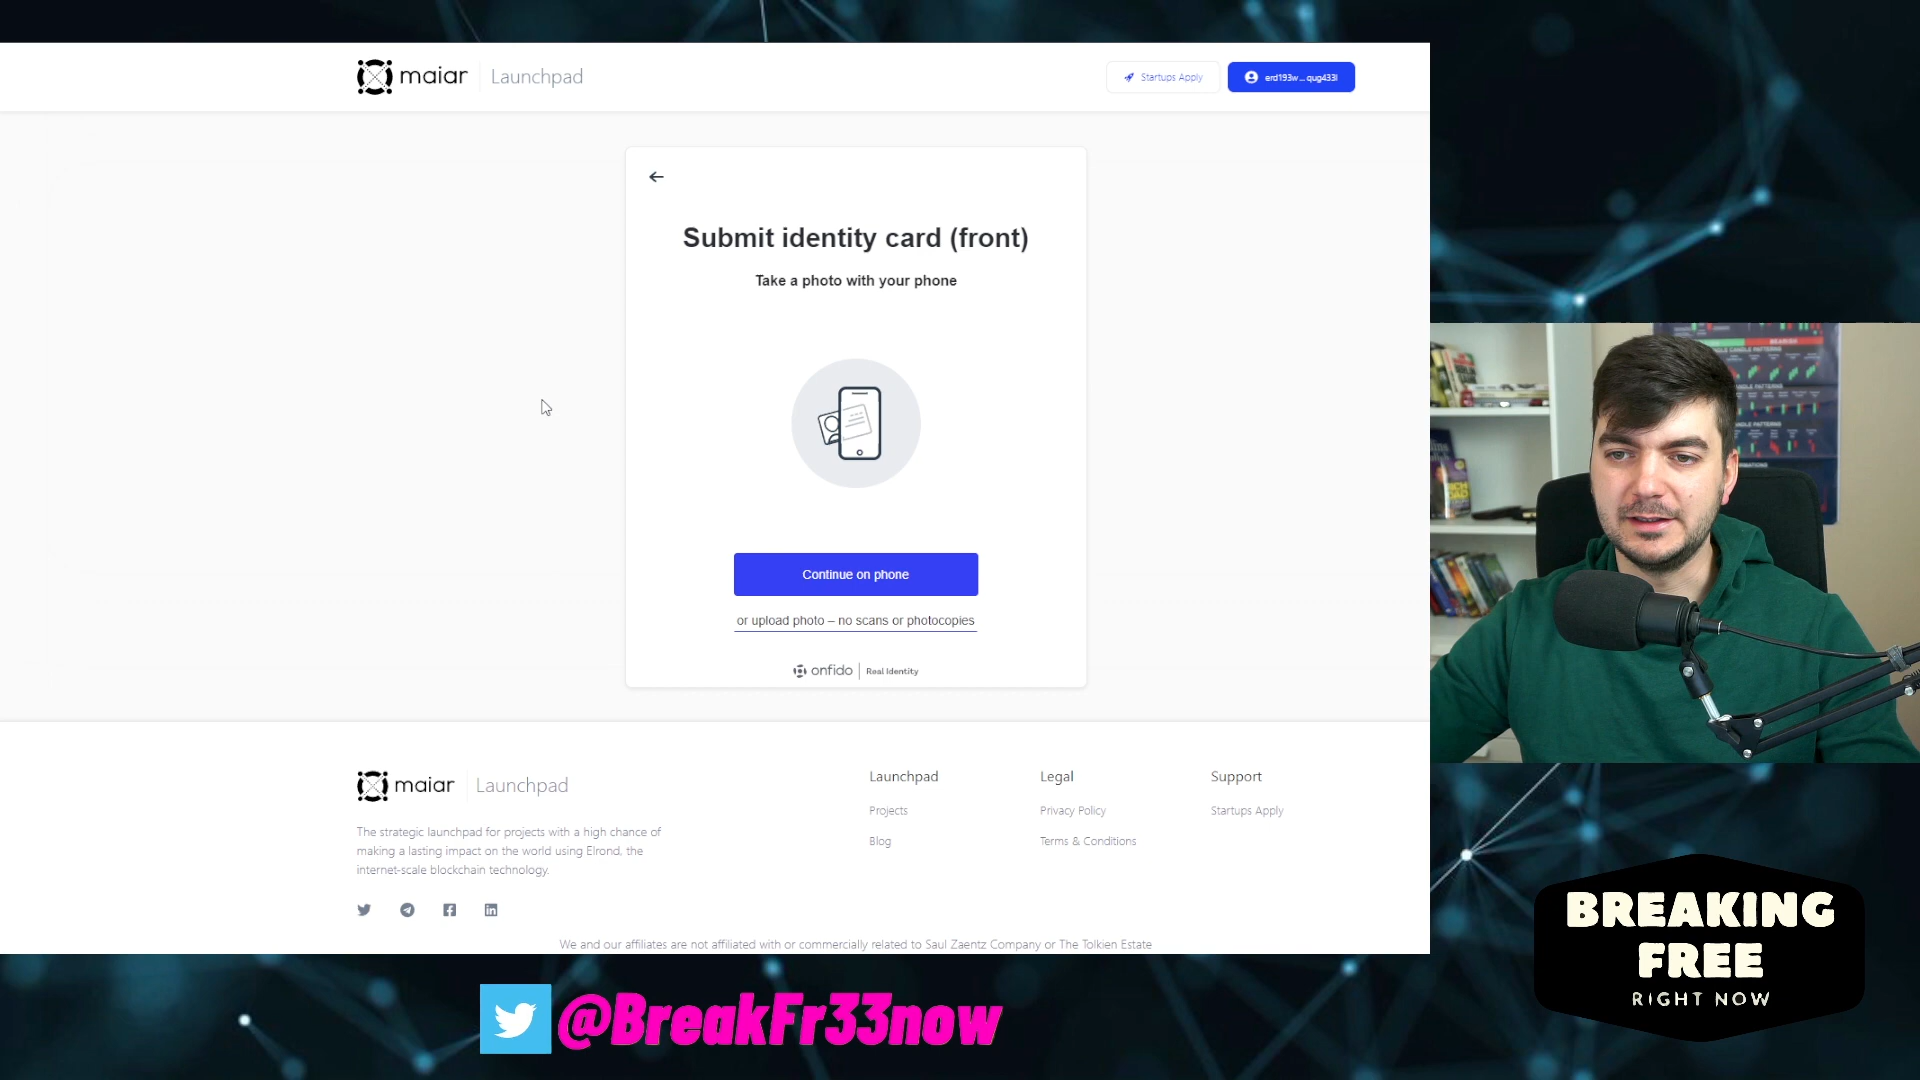 maiar Launchpad
Startups Apply
erd193w ... qug433l
Submit identity card (front)
Take a photo with your phone
Continue on phone
or upload photo – no scans or photocopies
onfido Real Identity
maiar Launchpad
The strategic launchpad for projects with a high chance of
making a lasting impact on the world using Elrond, the
internet-scale blockchain technology.
Launchpad
Projects
Blog
Legal
Privacy Policy
Terms & Conditions
Support
Startups Apply
We and our affiliates are not affiliated with or commercially related to Saul Zaentz Company or The Tolkien Estate
@BreakFr33now
BREAKING
FREE
RIGHT NOW